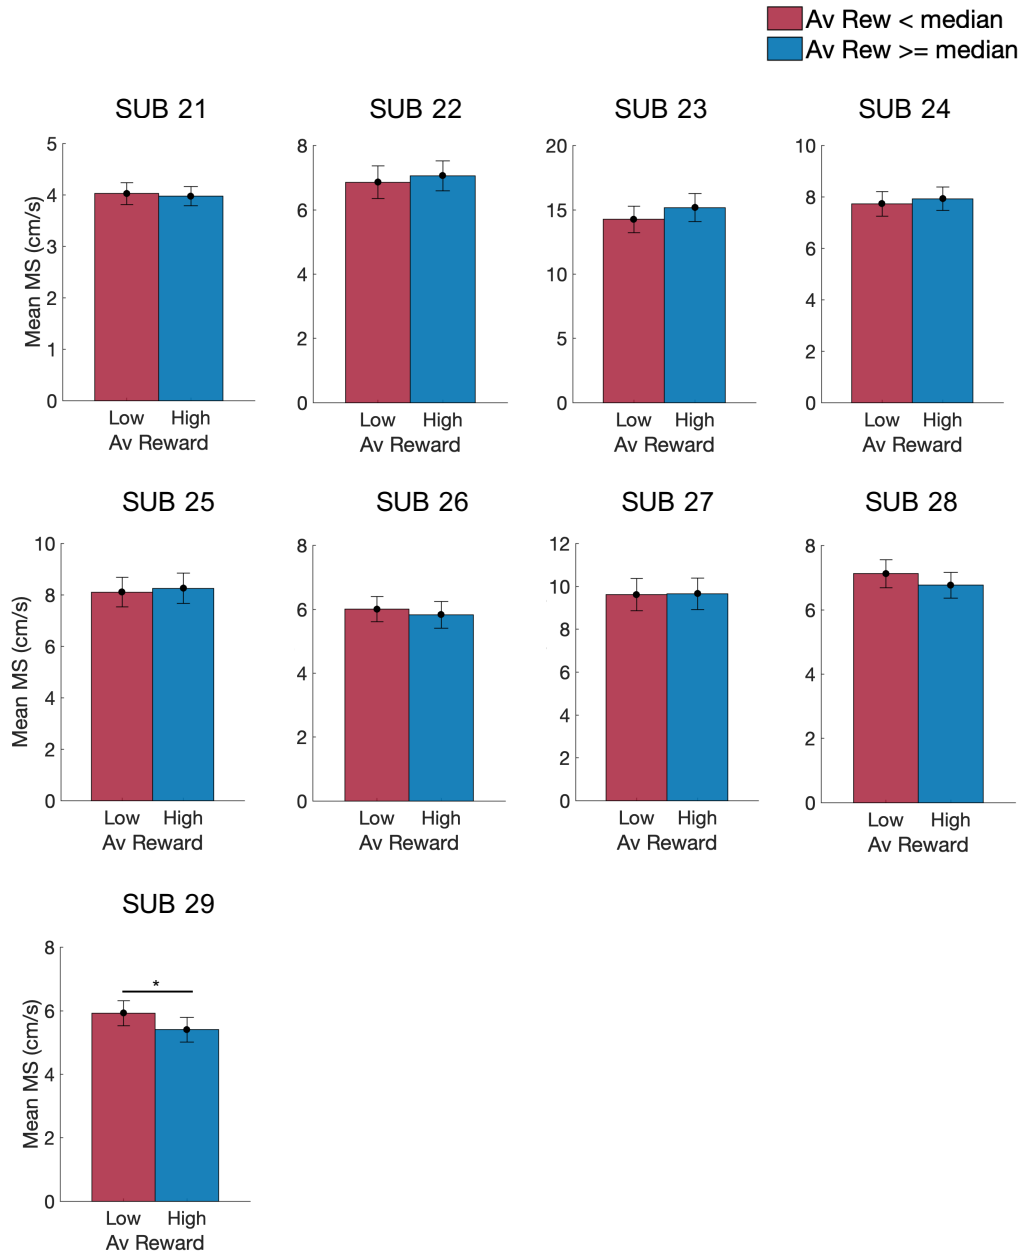 Av Rew < median
Av Rew >= median
SUB 21
SUB 22
SUB 23
SUB 24
Mean MS (cm/s)
5
4
3
2
1
0
Low High
Av Reward
8
6
4
2
0
Low High
Av Reward
20
15
10
5
0
Low High
Av Reward
10
8
6
4
2
0
Low High
Av Reward
SUB 25
SUB 26
SUB 27
SUB 28
Mean MS (cm/s)
10
8
6
4
2
0
Low High
Av Reward
8
6
4
2
0
Low High
Av Reward
12
10
8
6
4
2
0
Low High
Av Reward
8
6
4
2
0
Low High
Av Reward
SUB 29
Mean MS (cm/s)
8
6
4
2
0
*
Low High
Av Reward